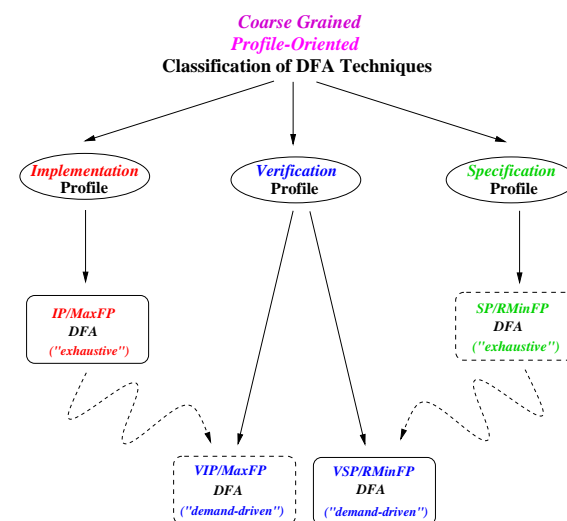 Coarse Grained
Profile-Oriented
Classification of DFA Techniques
Implementation
Profile
Verification
Profile
Specification
Profile
IP/MaxFP
DFA
("exhaustive")
SP/RMinFP
DFA
("exhaustive")
VIP/MaxFP
DFA
("demand-driven")
VSP/RMinFP
DFA
("demand-driven")